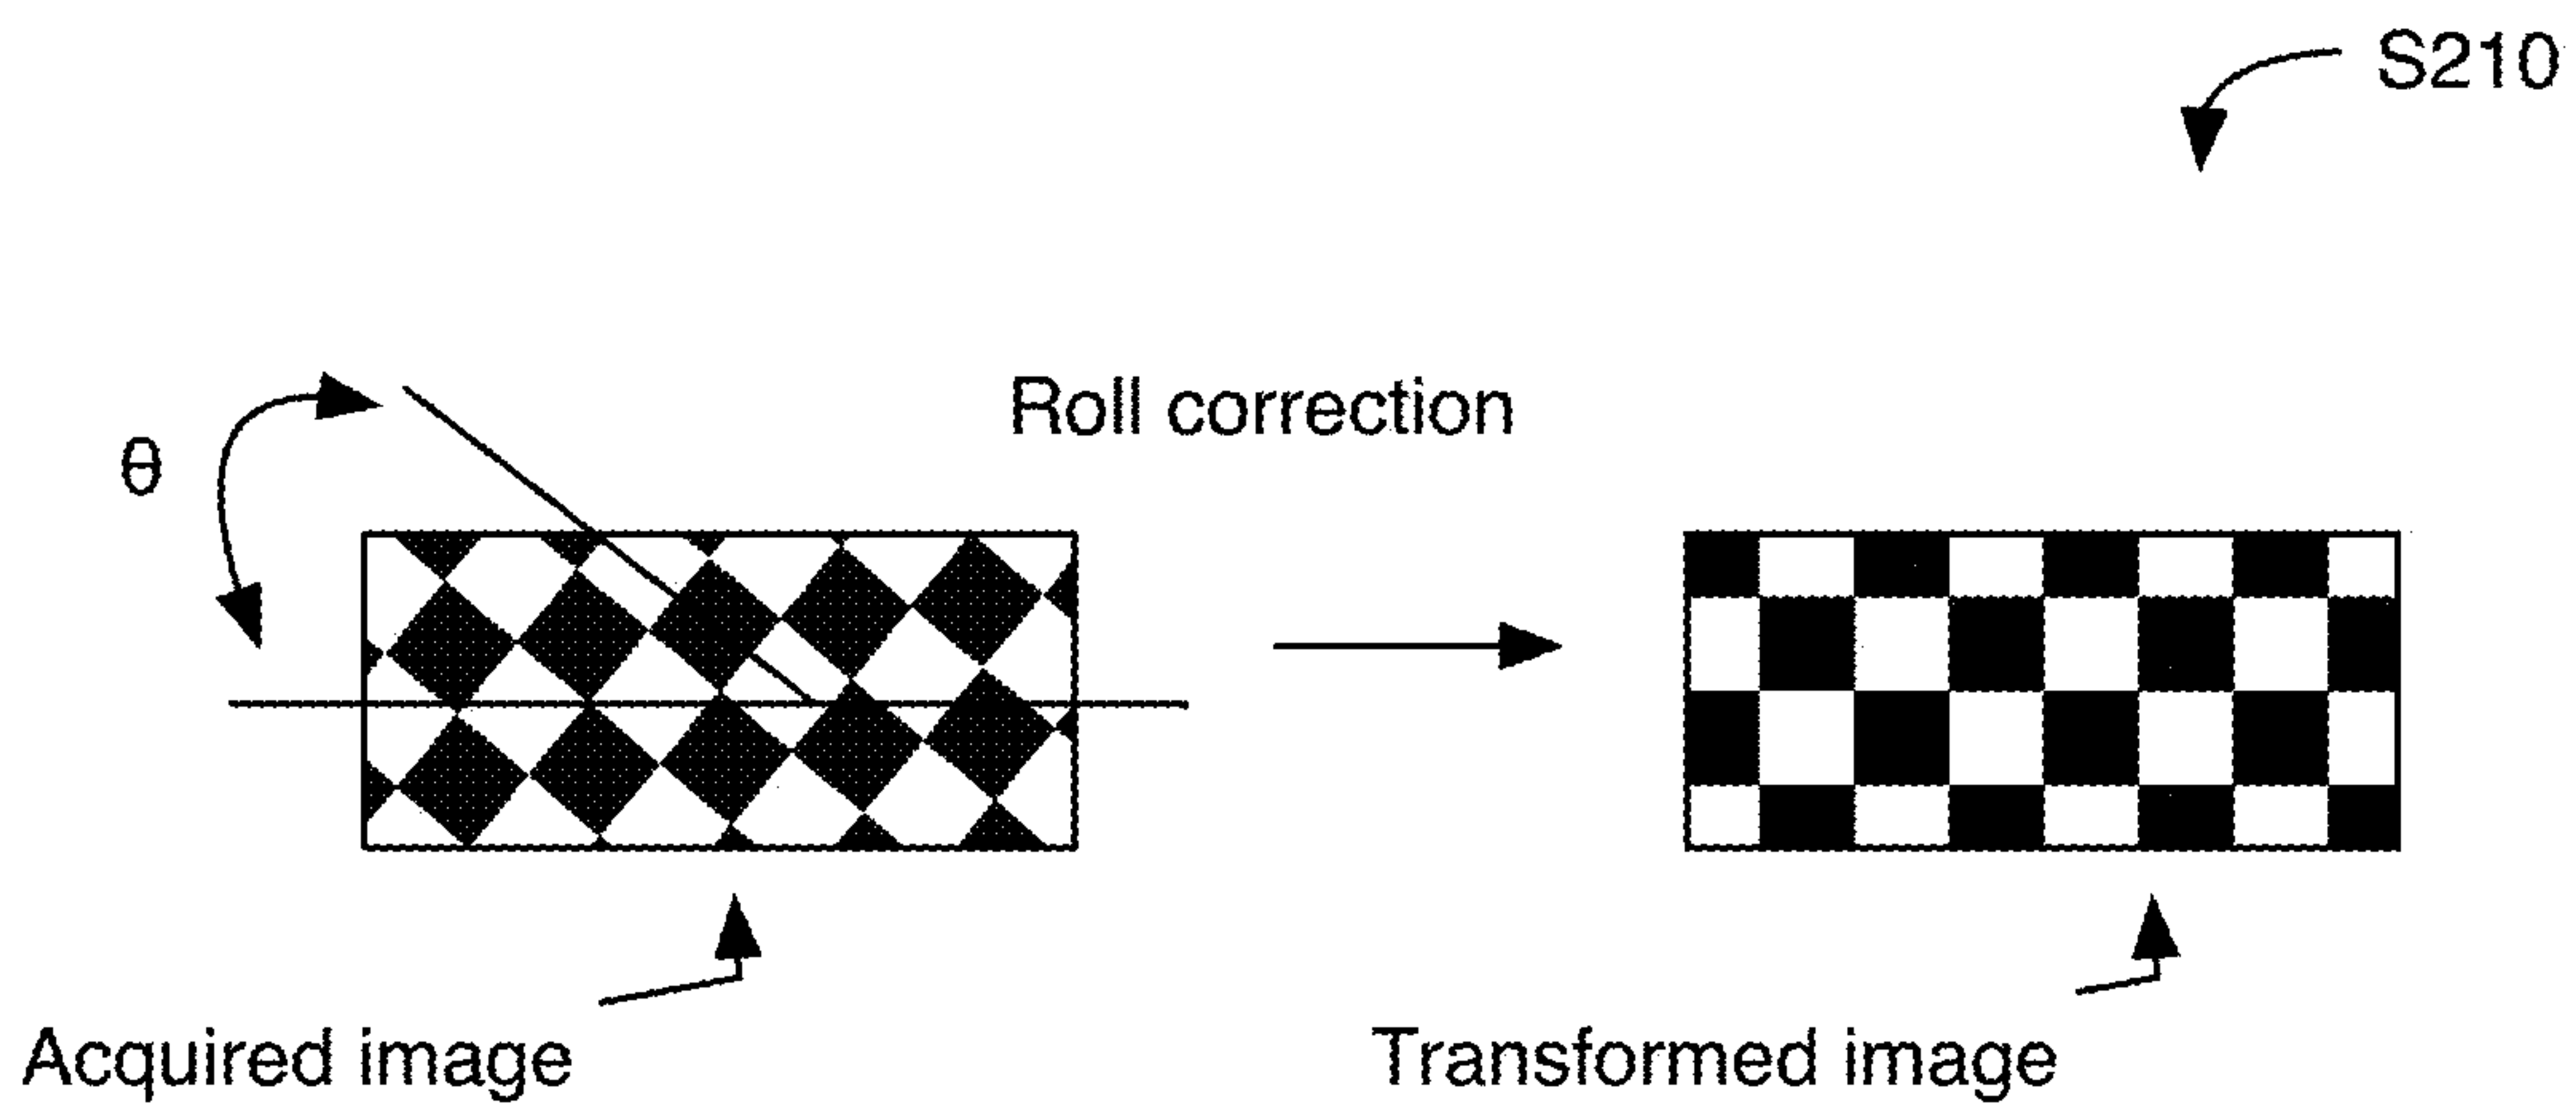 S210
Roll correction
θ
Acquired image
Transformed image